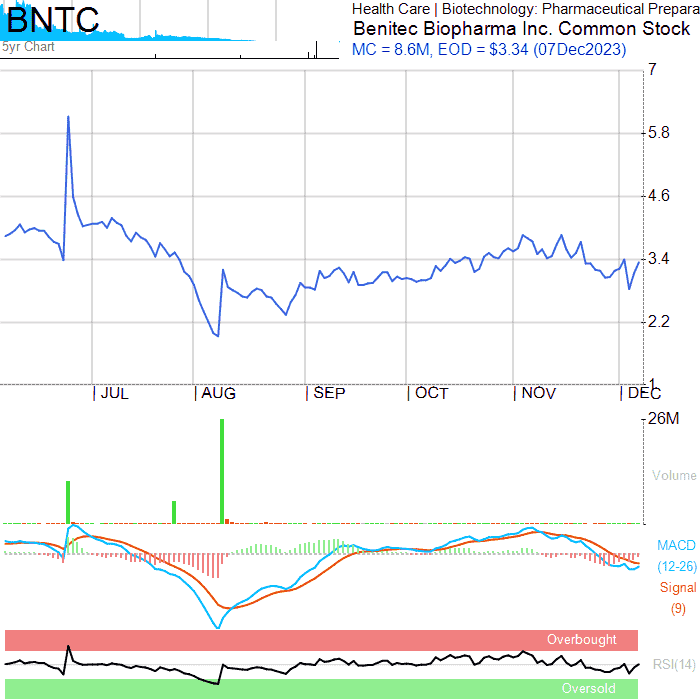 BNTC
5yr Chart
Health Care | Biotechnology: Pharmaceutical Prepara
Benitec Biopharma Inc. Common Stock
MC = 8.6M, EOD = $3.34 (07Dec2023)
7
5.8
4.6
3.4
2.2
1
JUL AUG SEP OCT NOV DEC
26M
Volume
MACD
(12-26)
Signal
(9)
Overbought
RSI(14)
Oversold